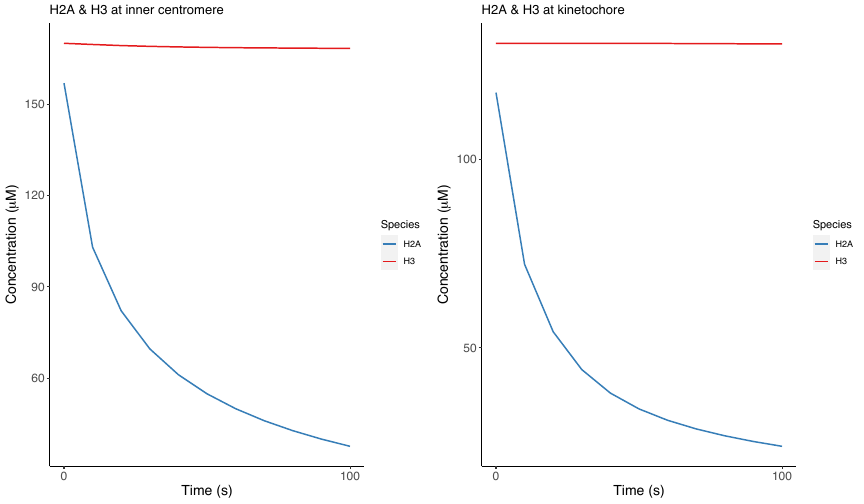 H2A & H3 at inner centromere
Concentration (μM)
150
120
90
60
0
100
Time (s)
Species
H2A
H3
H2A & H3 at kinetochore
Concentration (μM)
100
50
0
100
Time (s)
Species
H2A
H3